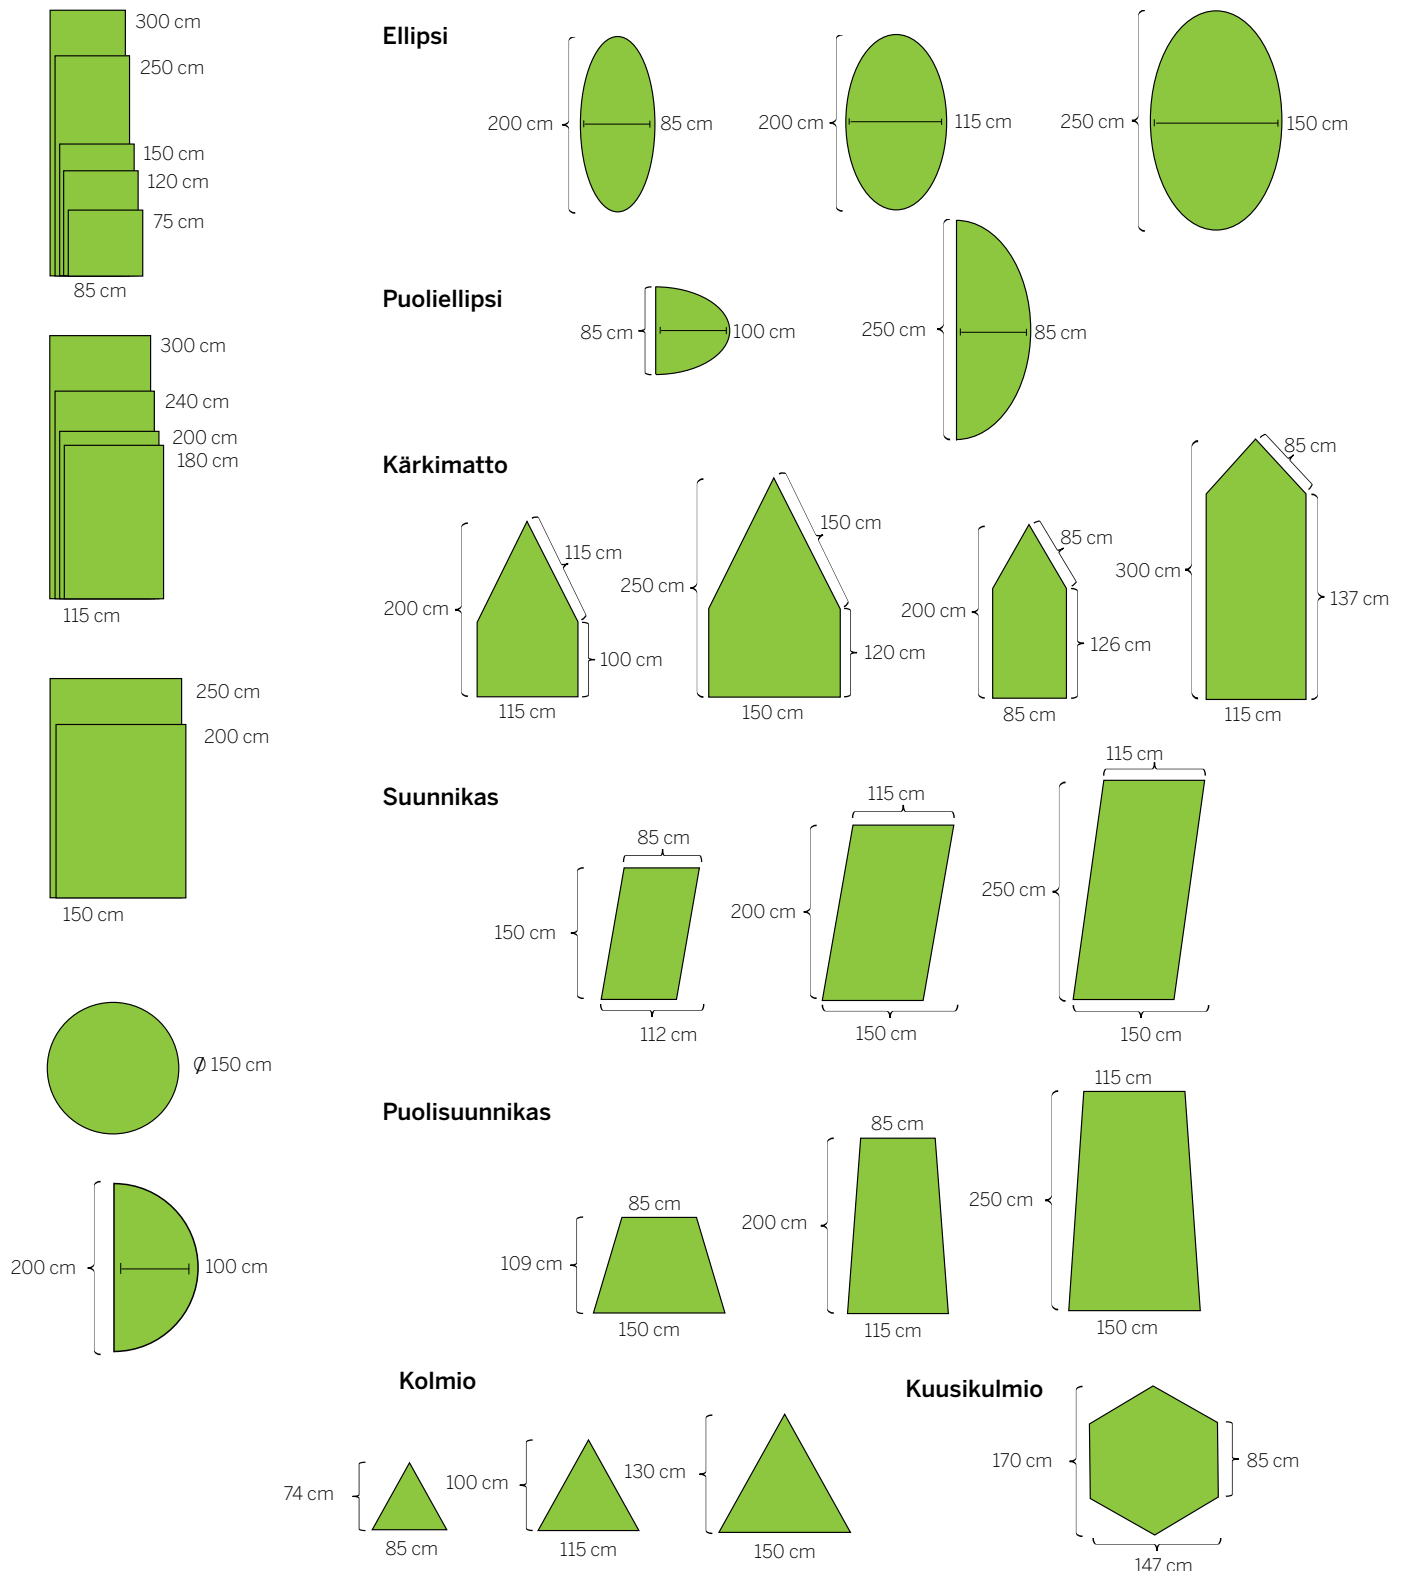 300 cm
250 cm
150 cm
120 cm
75 cm
85 cm
300 cm
240 cm
200 cm
180 cm
115 cm
250 cm
200 cm
150 cm
Ø 150 cm
200 cm
100 cm
Ellipsi
200 cm
85 cm
200 cm
115 cm
250 cm
150 cm
Puoliellipsi
85 cm
100 cm
250 cm
85 cm
Kärkimatto
200 cm
115 cm
100 cm
115 cm
250 cm
150 cm
120 cm
150 cm
200 cm
85 cm
126 cm
85 cm
300 cm
85 cm
137 cm
115 cm
Suunnikas
85 cm
150 cm
112 cm
115 cm
200 cm
150 cm
115 cm
250 cm
150 cm
Puolisuunnikas
85 cm
109 cm
150 cm
85 cm
200 cm
115 cm
115 cm
250 cm
150 cm
Kolmio
74 cm
85 cm
100 cm
115 cm
130 cm
150 cm
Kuusikulmio
170 cm
85 cm
147 cm